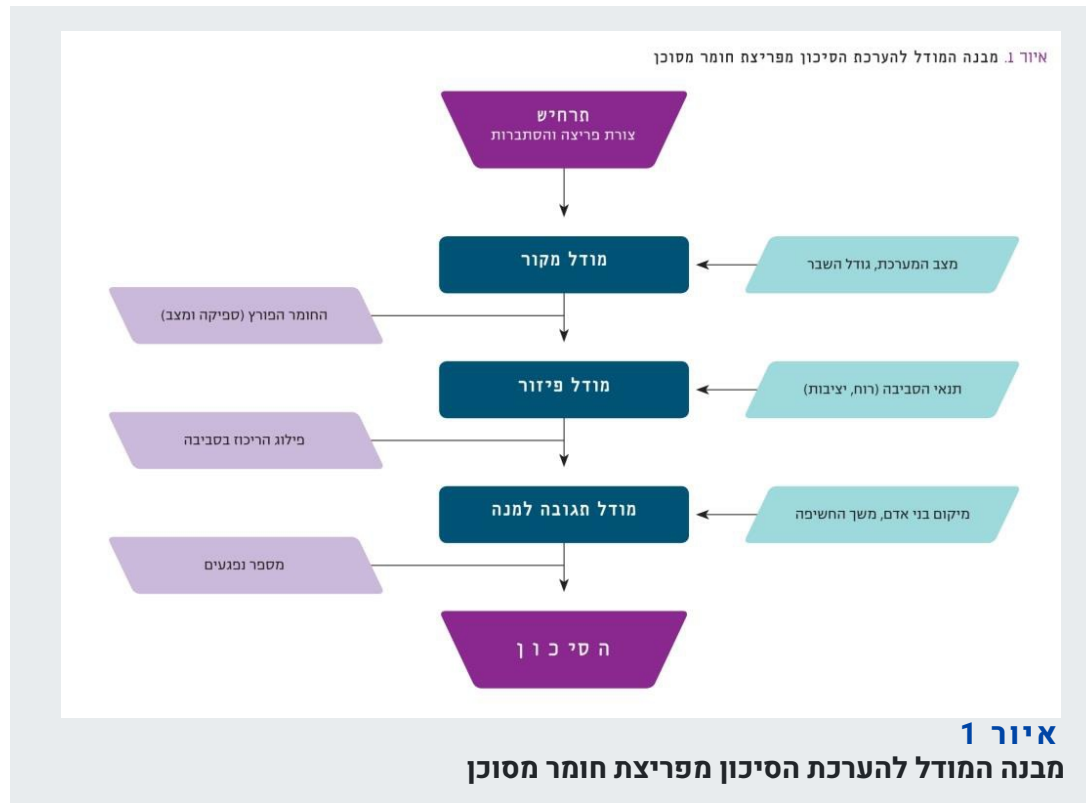 איור 1. מבנה המודל להערכת הסיכון מפריצת חומר מסוכן
תרחיש
צורת פריצה והסתברות
מודל מקור
מצב המערכת, גודל השבר
החומר הפורץ (ספיקה ומצב)
מודל פיזור
תנאי הסביבה (רוח, יציבות)
פילוג הריכוז בסביבה
מודל תגובה למנה
מיקום בני אדם, משך החשיפה
מספר נפגעים
הסיכון
איור 1
מבנה המודל להערכת הסיכון מפריצת חומר מסוכן